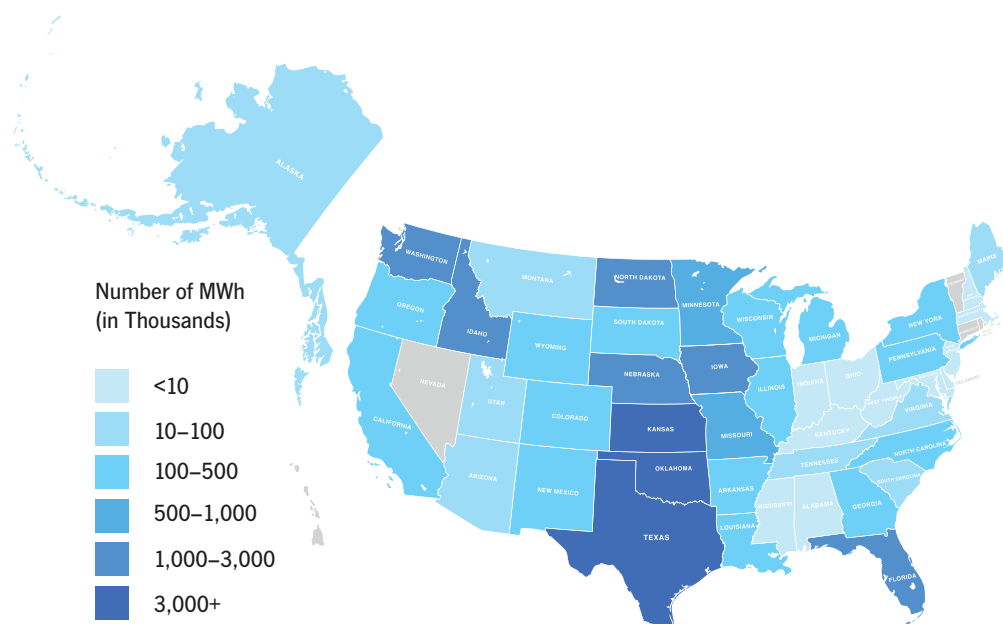 ALASKA
WASHINGTON
MONTANA
NORTH DAKOTA
MINNESOTA
MAINE
OREGON
IDAHO
SOUTH DAKOTA
WISCONSIN
MICHIGAN
NEW YORK
WYOMING
IOWA
PENNSYLVANIA
NEBRASKA
NEVADA
UTAH
COLORADO
ILLINOIS
INDIANA
OHIO
WEST VIRGINIA
DELAWARE
VIRGINIA
CALIFORNIA
KANSAS
MISSOURI
KENTUCKY
NORTH CAROLINA
TENNESSEE
ARIZONA
NEW MEXICO
OKLAHOMA
ARKANSAS
SOUTH CAROLINA
MISSISSIPPI
ALABAMA
GEORGIA
LOUISIANA
TEXAS
FLORIDA
Number of MWh
(in Thousands)
<10
10–100
100–500
500–1,000
1,000–3,000
3,000+